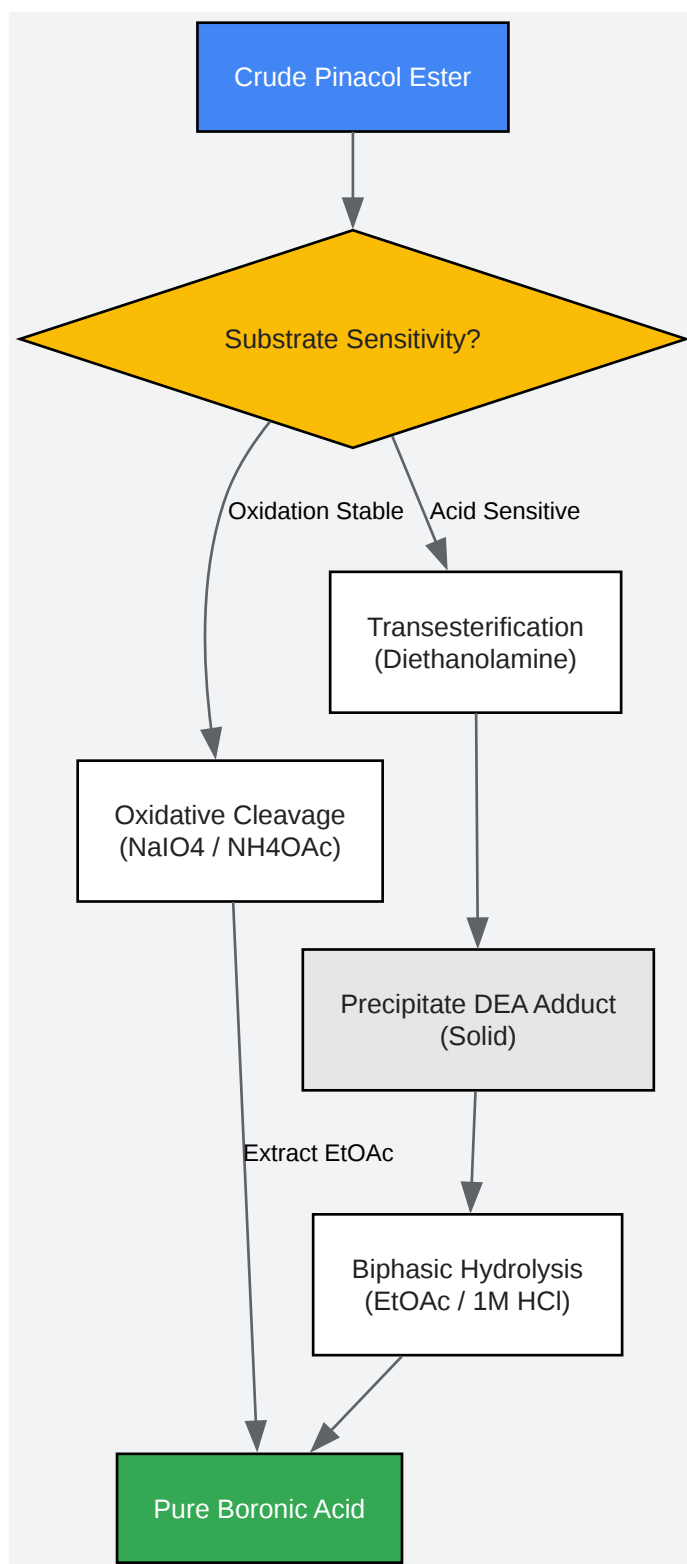 Crude Pinacol Ester
Substrate Sensitivity?
Oxidation Stable
Acid Sensitive
Transesterification
(Diethanolamine)
Oxidative Cleavage
(NaIO4 / NH4OAc)
Precipitate DEA Adduct
(Solid)
Extract EtOAc
Biphasic Hydrolysis
(EtOAc / 1M HCl)
Pure Boronic Acid